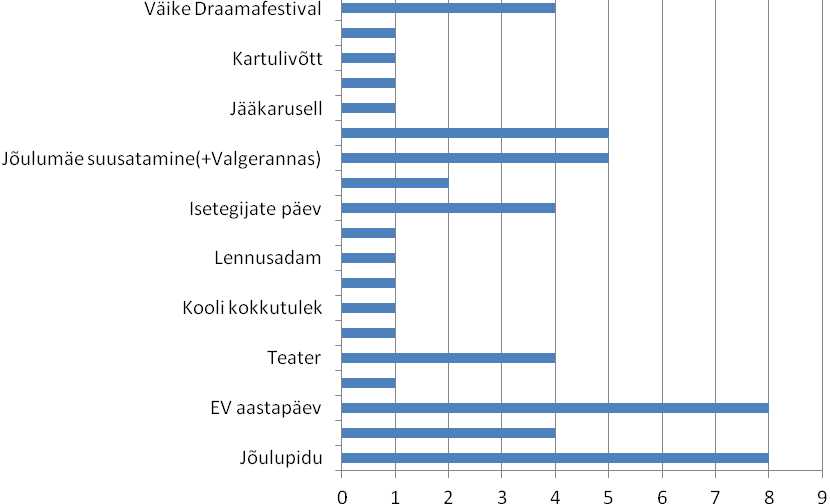 Väike Draamafestival
Kartulivõtt
Jääkarusell
Jõulumäe suusatamine(+Valgerannas)
Isetegijate päev
Lennusadam
Kooli kokkutulek
Teater
EV aastapäev
Jõulupidu
0 1 2 3 4 5 6 7 8 9